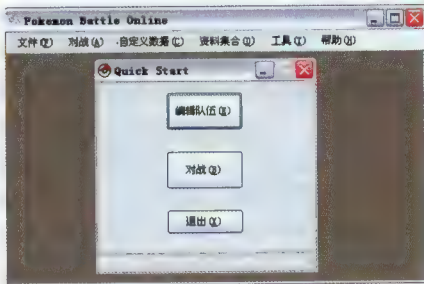 Pokemon Battle Online
文件(F) 对战(A) 自定义数据(C) 资料集合(D) 工具(T) 帮助(H)
Quick Start
编辑队伍(E)
对战(B)
退出(X)